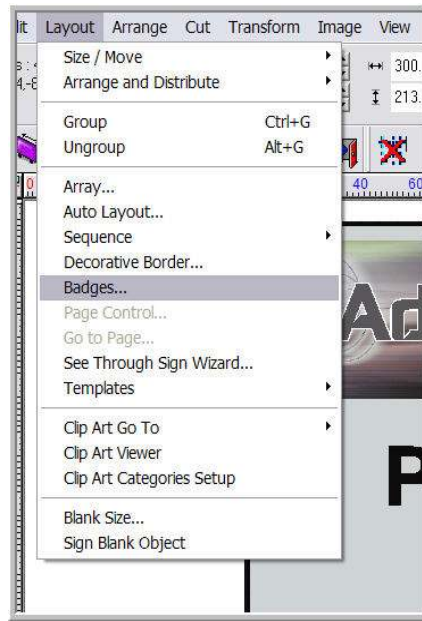 lit Layout Arrange Cut Transform Image View
Size / Move
Arrange and Distribute
300.
213.
Group Ctrl+G
Ungroup Alt+G
Array...
Auto Layout...
Sequence
Decorative Border...
Badges...
Page Control...
Go to Page...
See Through Sign Wizard...
Templates
Clip Art Go To
Clip Art Viewer
Clip Art Categories Setup
Blank Size...
Sign Blank Object
0 40 60
Ad
P